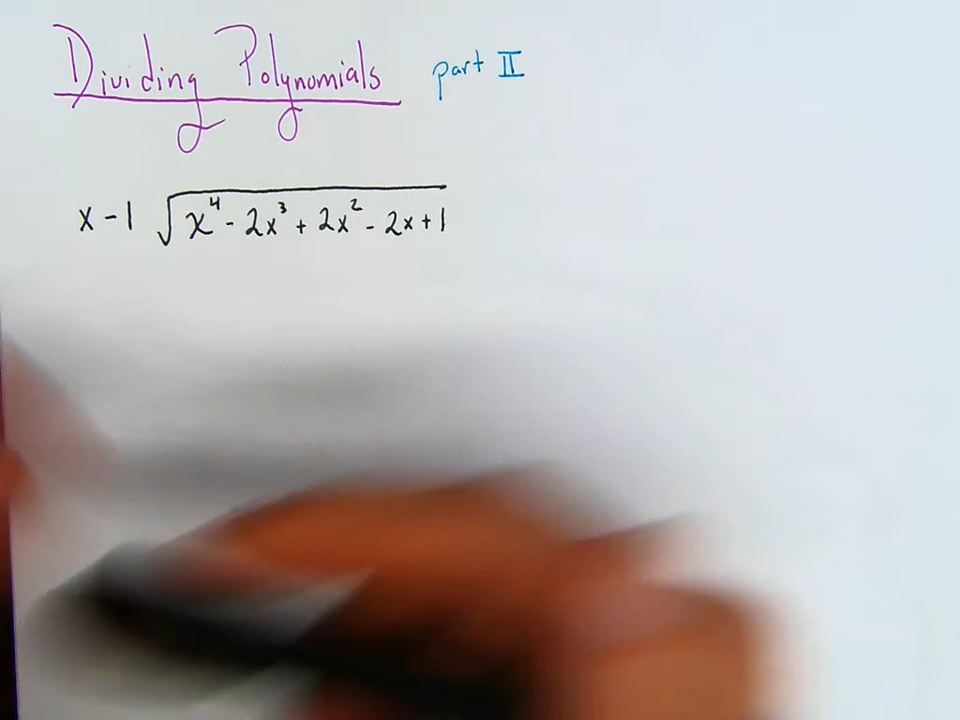 Dividing Polynomials part II
x - 1 √x⁴ - 2x³ + 2x² - 2x + 1